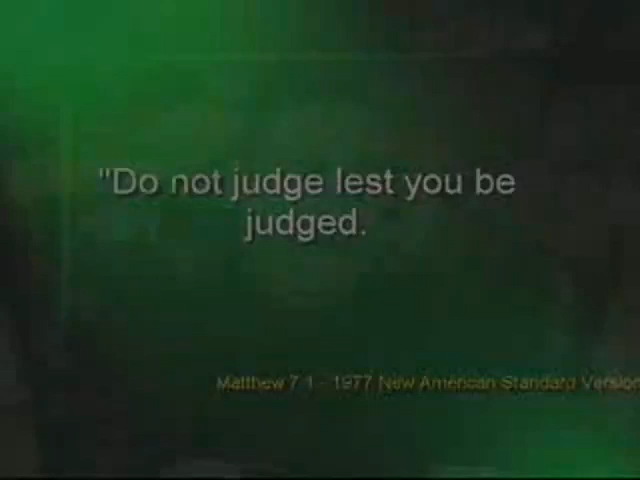 "Do not judge lest you be
judged.
Matthew 7:1 - 1977 New American Standard Version